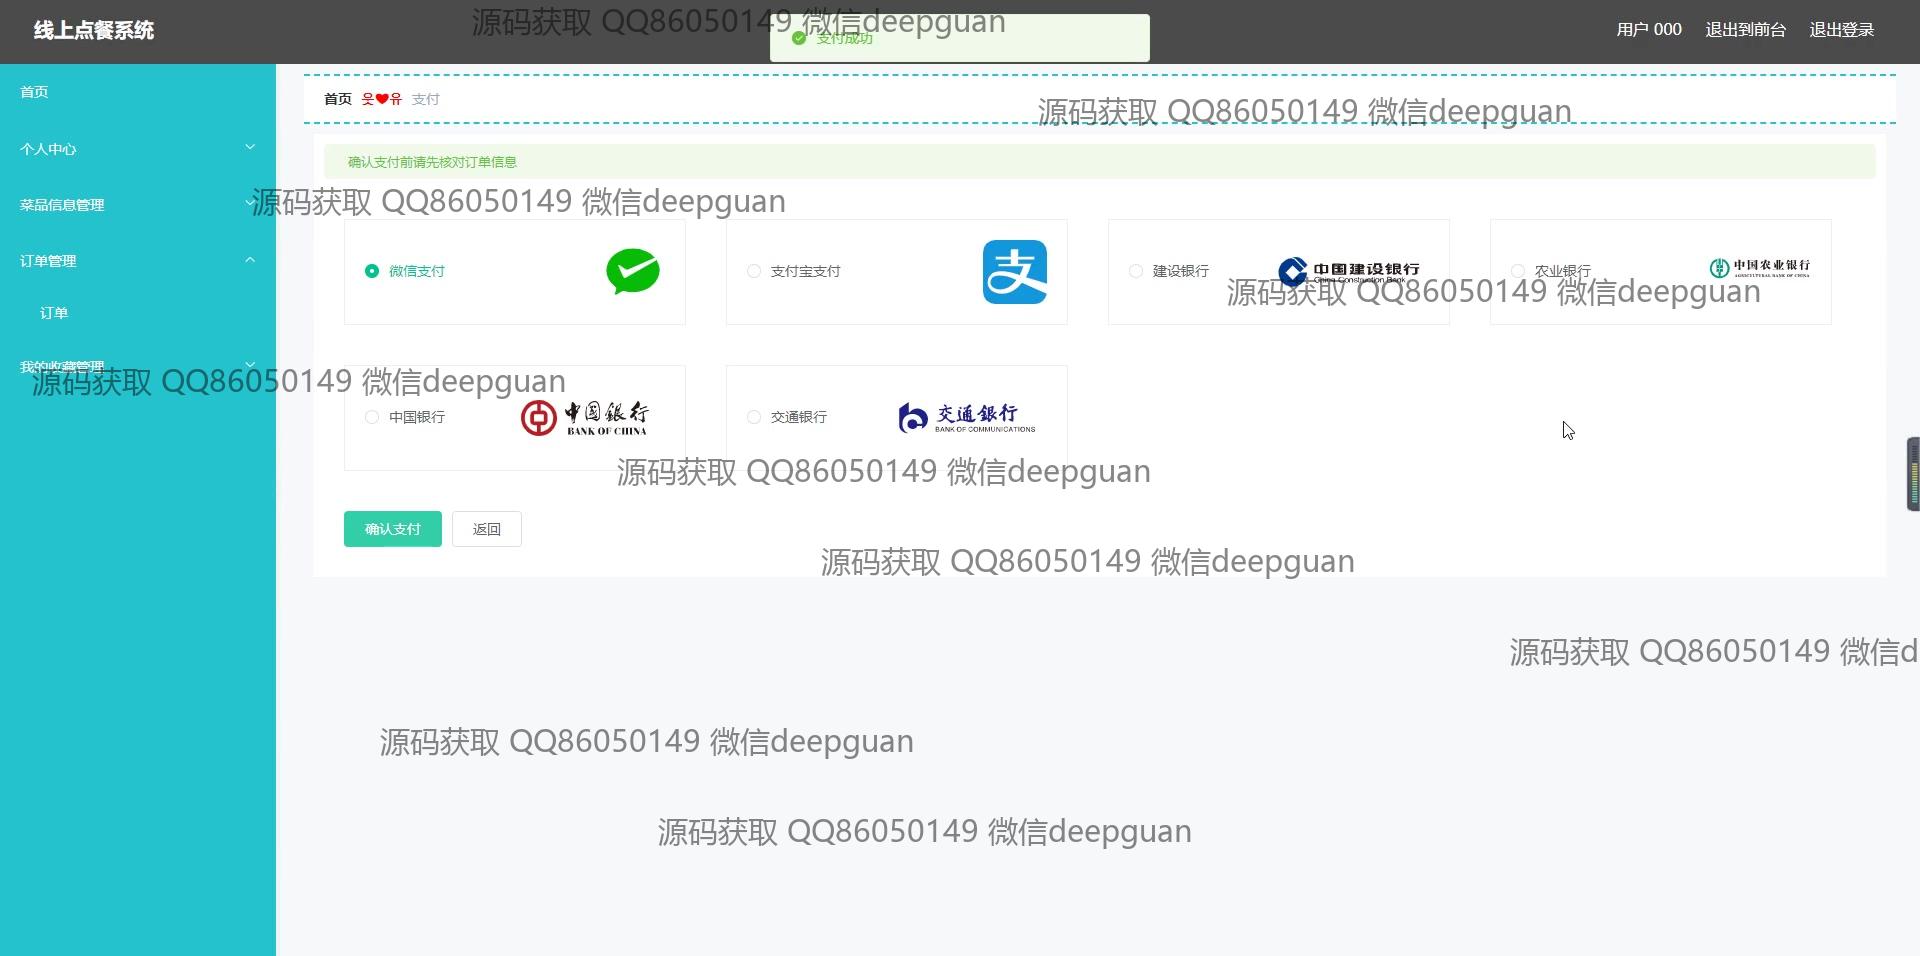 线上点餐系统
源码获取 QQ86050149 微信deepguan
支付成功
用户 000 退出到前台 退出登录
首页
个人中心
菜品信息管理
订单管理
订单
我的收藏管理
首页 웃❤유 支付
源码获取 QQ86050149 微信deepguan
确认支付前请先核对订单信息
源码获取 QQ86050149 微信deepguan
微信支付
支付宝支付
支
建设银行
中国建设银行
China Construction Bank
农业银行
中国农业银行
AGRICULTURAL BANK OF CHINA
源码获取 QQ86050149 微信deepguan
源码获取 QQ86050149 微信deepguan
中国银行
中国银行
BANK OF CHINA
交通银行
交通銀行
BANK OF COMMUNICATIONS
源码获取 QQ86050149 微信deepguan
确认支付 返回
源码获取 QQ86050149 微信deepguan
源码获取 QQ86050149 微信d
源码获取 QQ86050149 微信deepguan
源码获取 QQ86050149 微信deepguan